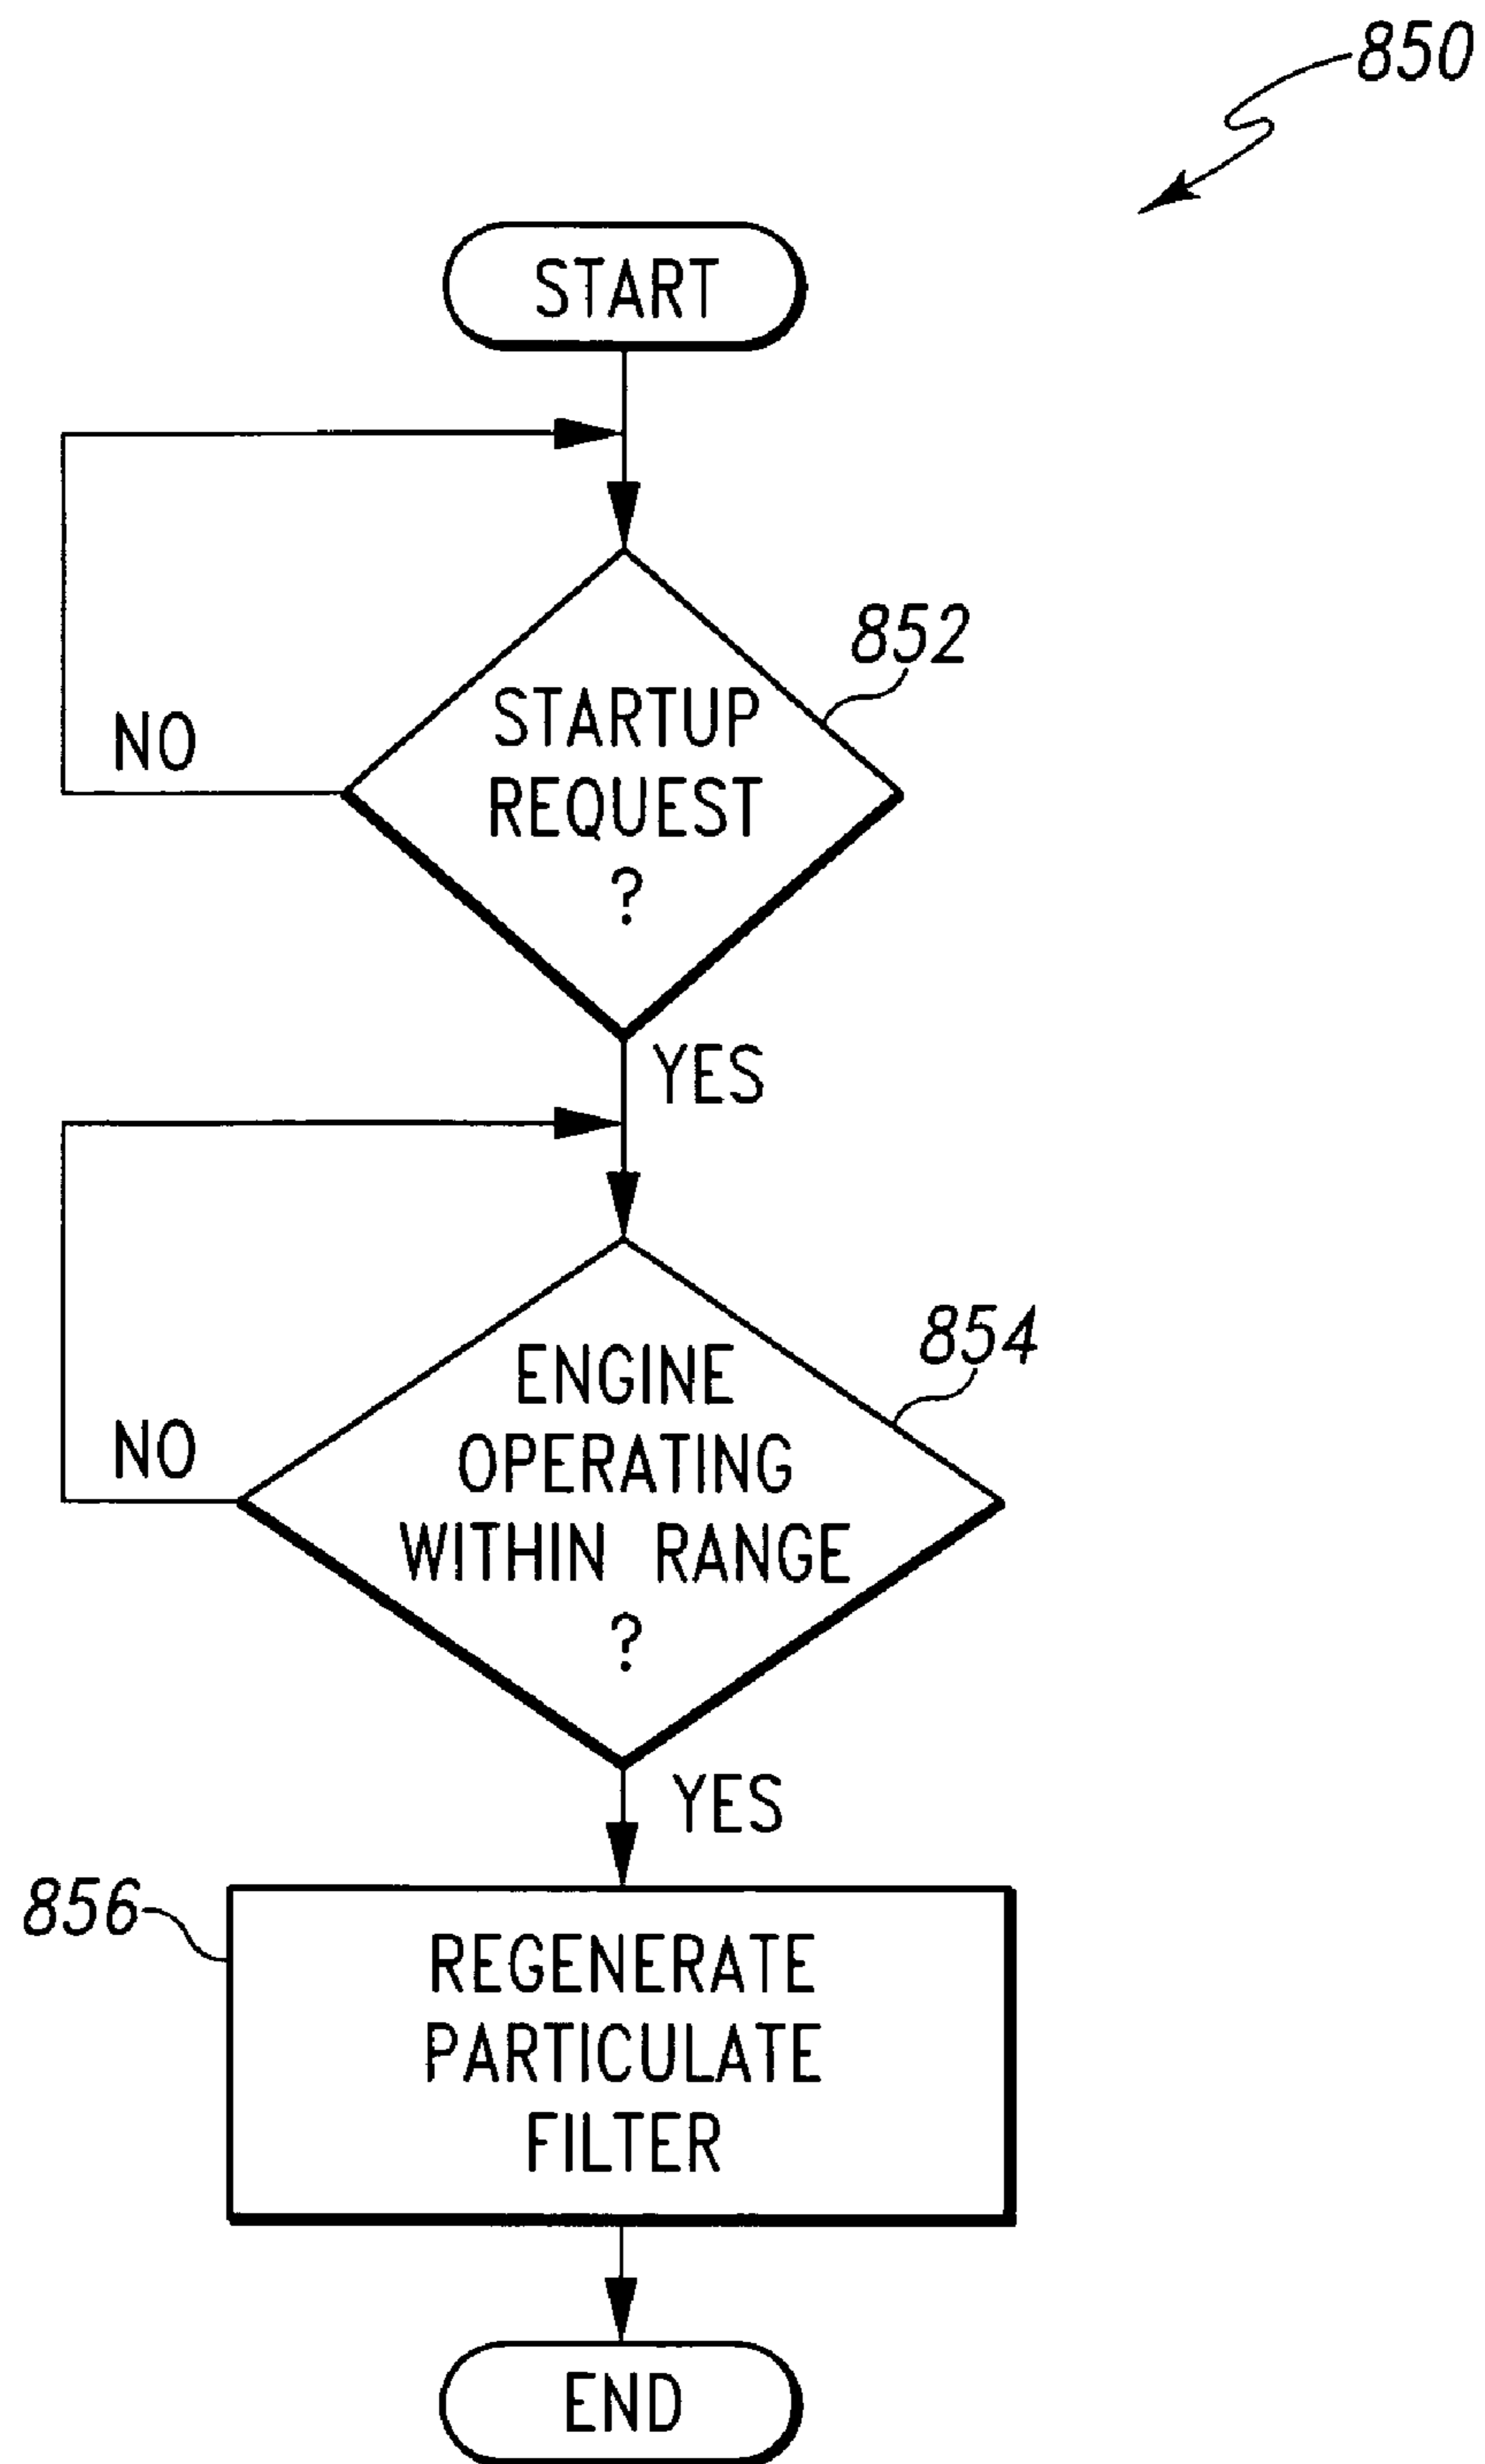 850
START
852
STARTUP
REQUEST
?
NO
YES
854
ENGINE
OPERATING
WITHIN RANGE
?
NO
YES
856
REGENERATE
PARTICULATE
FILTER
END